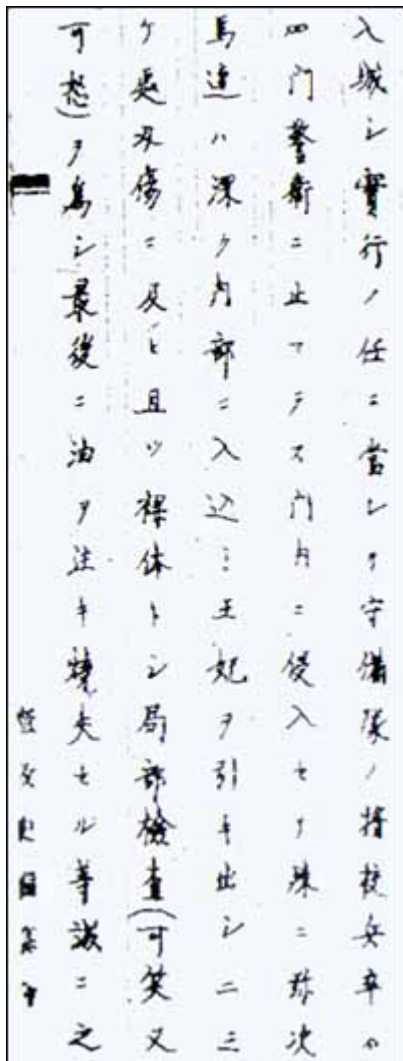 入城シ實行ノ任ニ當レリ守備隊ノ将校兵卒ハ
四門警衛ニ止マラス門内ニ侵入セリ殊ニ弥次
馬連ハ深ク内部ニ入込ミ王妃ヲ引キ出シ二三
ケ處刃傷ニ及ヒ且ツ裸体トシ局部檢査(可笑又
可怒)ヲ為シ最後ニ油ヲ注キ燒失セル等誠ニ之